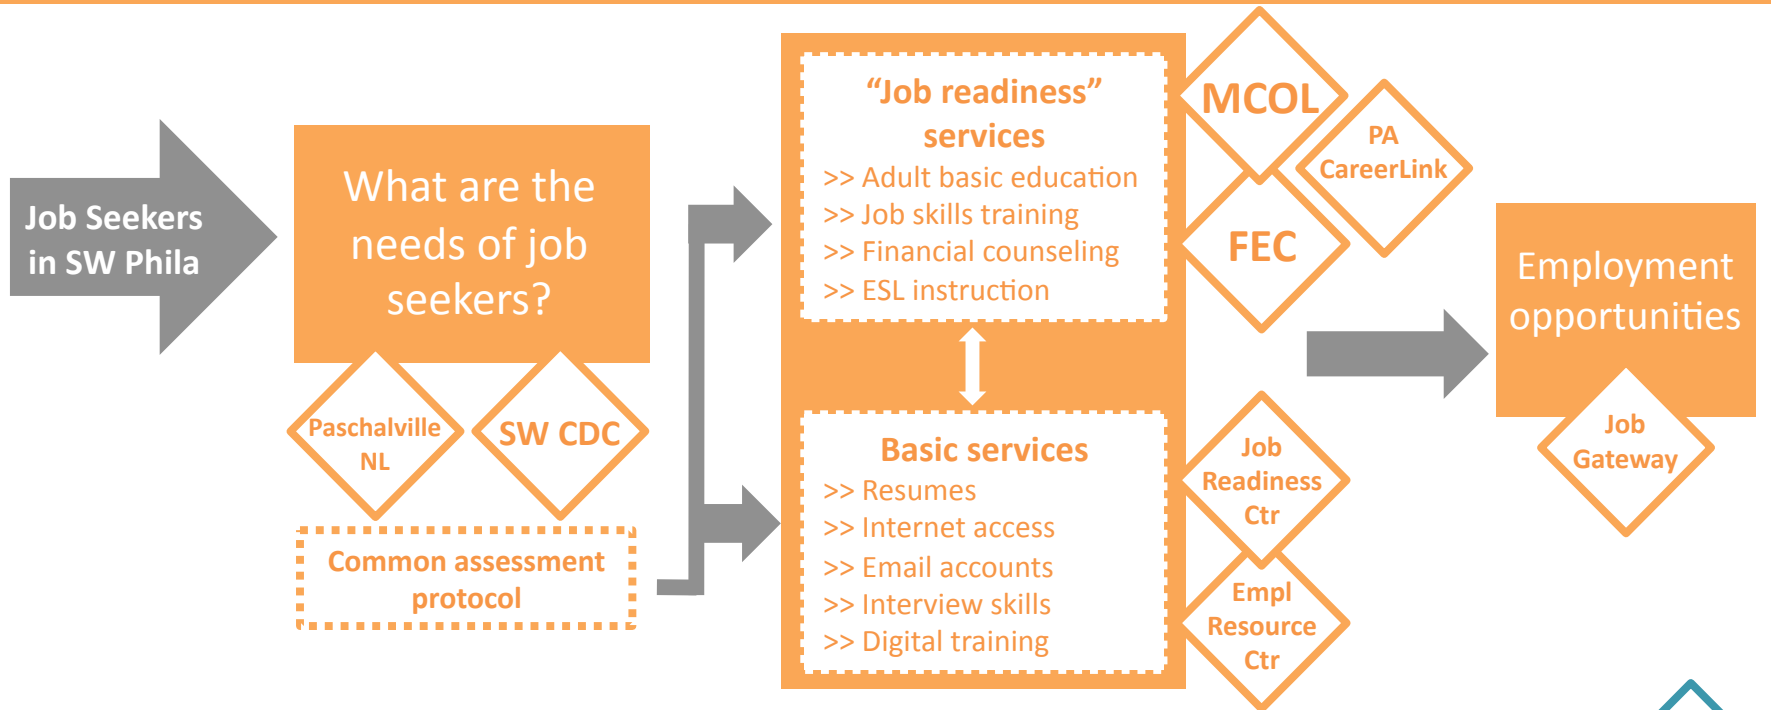 Job Seekers
in SW Phila
What are the
needs of job
seekers?
Paschalville
NL
SW CDC
Common assessment
protocol
“Job readiness”
services
>> Adult basic education
>> Job skills training
>> Financial counseling
>> ESL instruction
MCOL
PA
CareerLink
FEC
Basic services
>> Resumes
>> Internet access
>> Email accounts
>> Interview skills
>> Digital training
Job
Readiness
Ctr
Empl
Resource
Ctr
Employment
opportunities
Job
Gateway